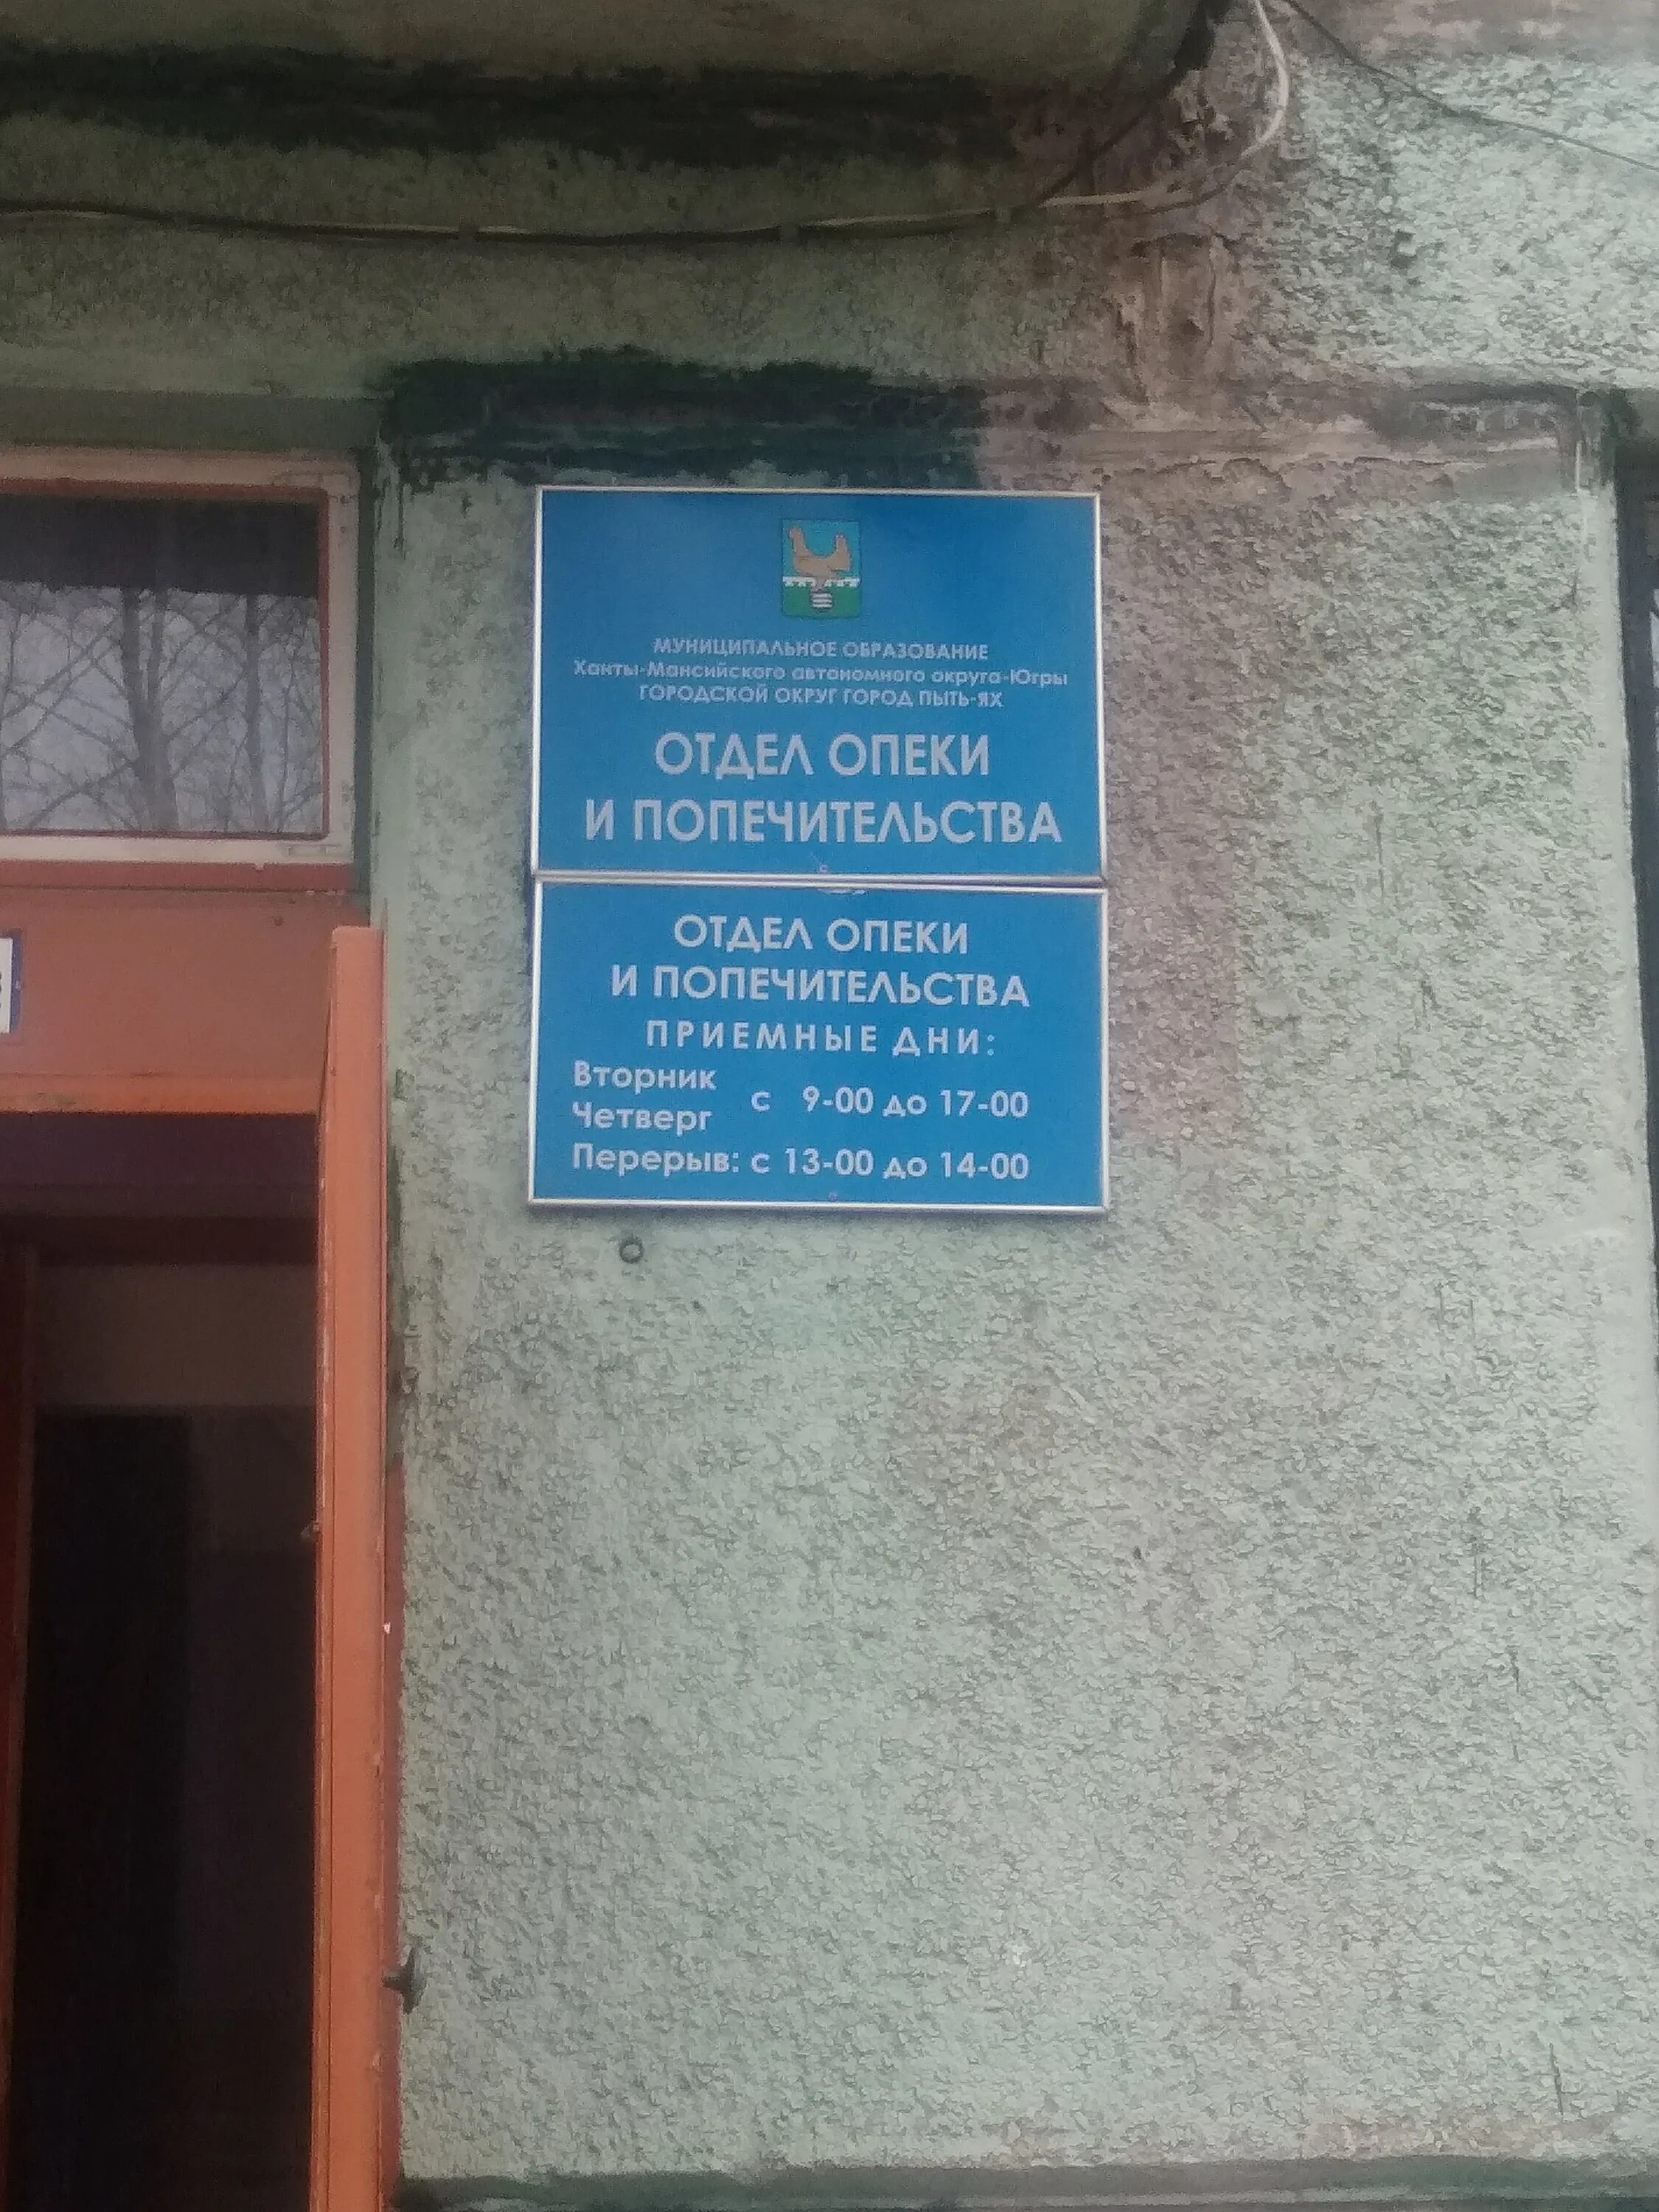 МУНИЦИПАЛЬНОЕ ОБРАЗОВАНИЕ
Ханты-Мансийского автономного округа-Югры
ГОРОДСКОЙ ОКРУГ ГОРОД ПЫТЬ-ЯХ
ОТДЕЛ ОПЕКИ
И ПОПЕЧИТЕЛЬСТВА
ОТДЕЛ ОПЕКИ
И ПОПЕЧИТЕЛЬСТВА
ПРИЕМНЫЕ ДНИ:
Вторник
Четверг
с 9-00 до 17-00
Перерыв: с 13-00 до 14-00